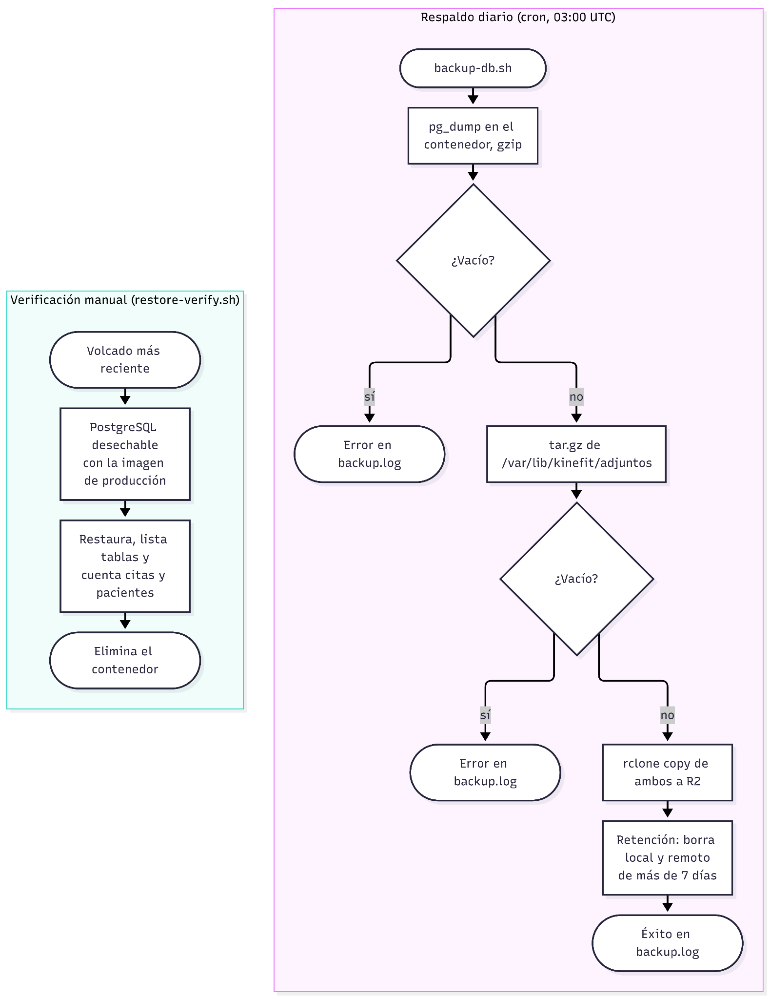 Respaldo diario (cron, 03:00 UTC)
backup-db.sh
pg_dump en el
contenedor, gzip
¿Vacío?
sí
no
Error en
backup.log
tar.gz de
/var/lib/kinefit/adjuntos
¿Vacío?
sí
no
Error en
backup.log
rclone copy de
ambos a R2
Retención: borra
local y remoto
de más de 7 días
Éxito en
backup.log
Verificación manual (restore-verify.sh)
Volcado más
reciente
PostgreSQL
desechable
con la imagen
de producción
Restaura, lista
tablas y
cuenta citas y
pacientes
Elimina el
contenedor